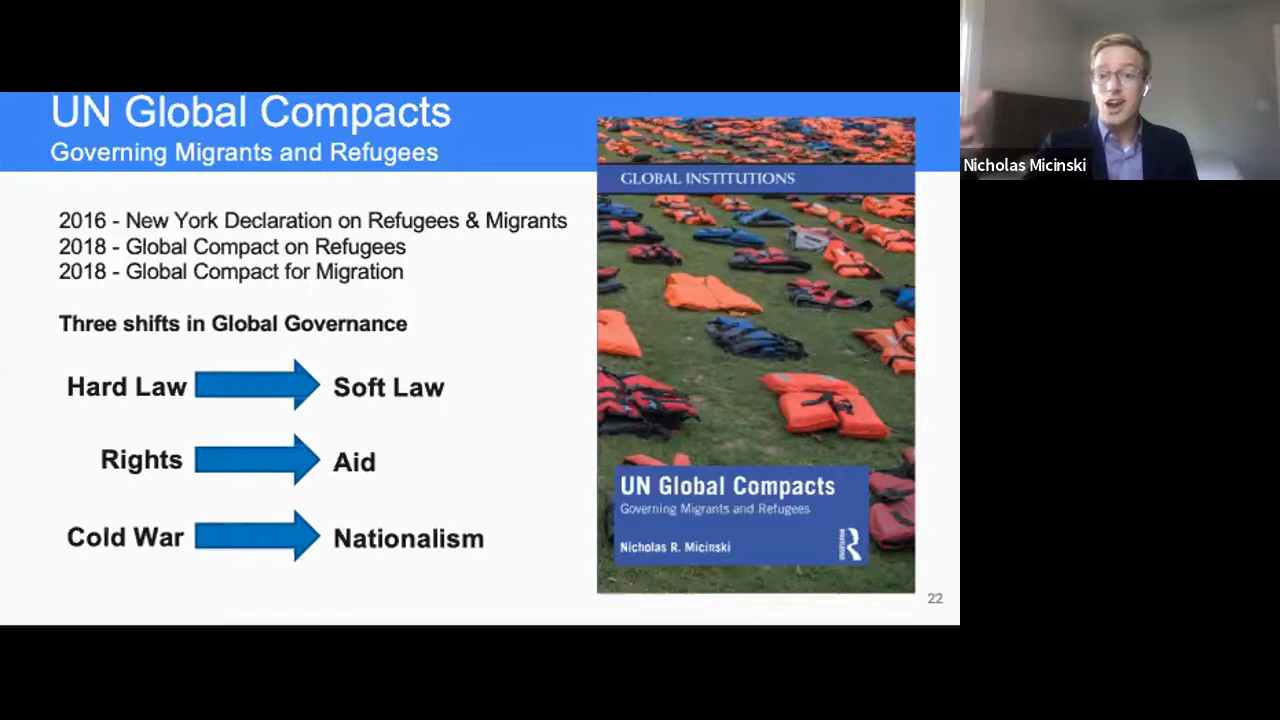 UN Global Compacts
Governing Migrants and Refugees
2016 - New York Declaration on Refugees & Migrants
2018 - Global Compact on Refugees
2018 - Global Compact for Migration
Three shifts in Global Governance
Hard Law
Soft Law
Rights
Aid
Cold War
Nationalism
GLOBAL INSTITUTIONS
UN Global Compacts
Governing Migrants and Refugees
Nicholas R. Micinski
ROUTLEDGE
22
Nicholas Micinski